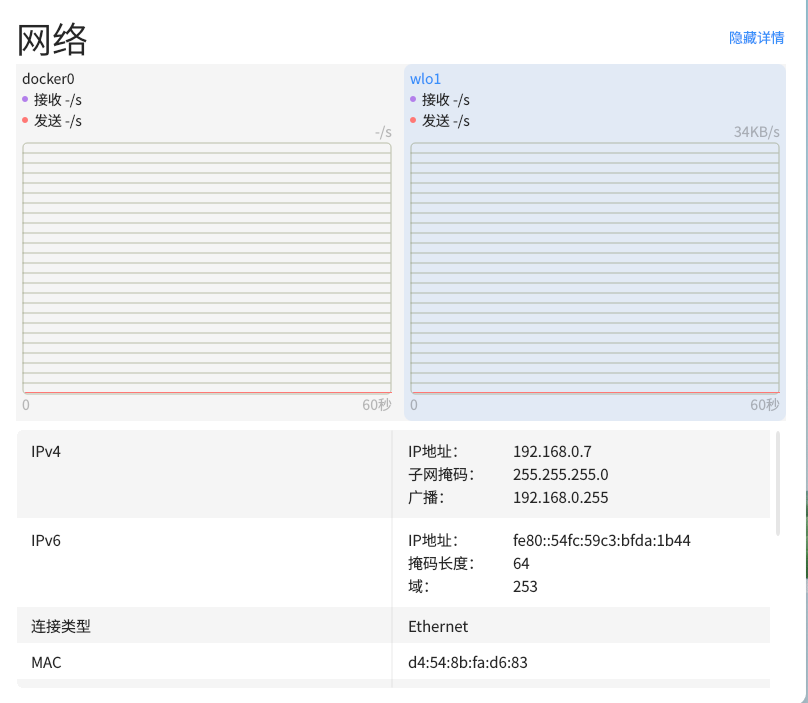 网络
隐藏详情
docker0
接收 -/s
发送 -/s
-/s
0
60秒
wlo1
接收 -/s
发送 -/s
34KB/s
0
60秒
IPv4
IP地址： 192.168.0.7
子网掩码： 255.255.255.0
广播： 192.168.0.255
IPv6
IP地址： fe80::54fc:59c3:bfda:1b44
掩码长度： 64
域： 253
连接类型 Ethernet
MAC d4:54:8b:fa:d6:83